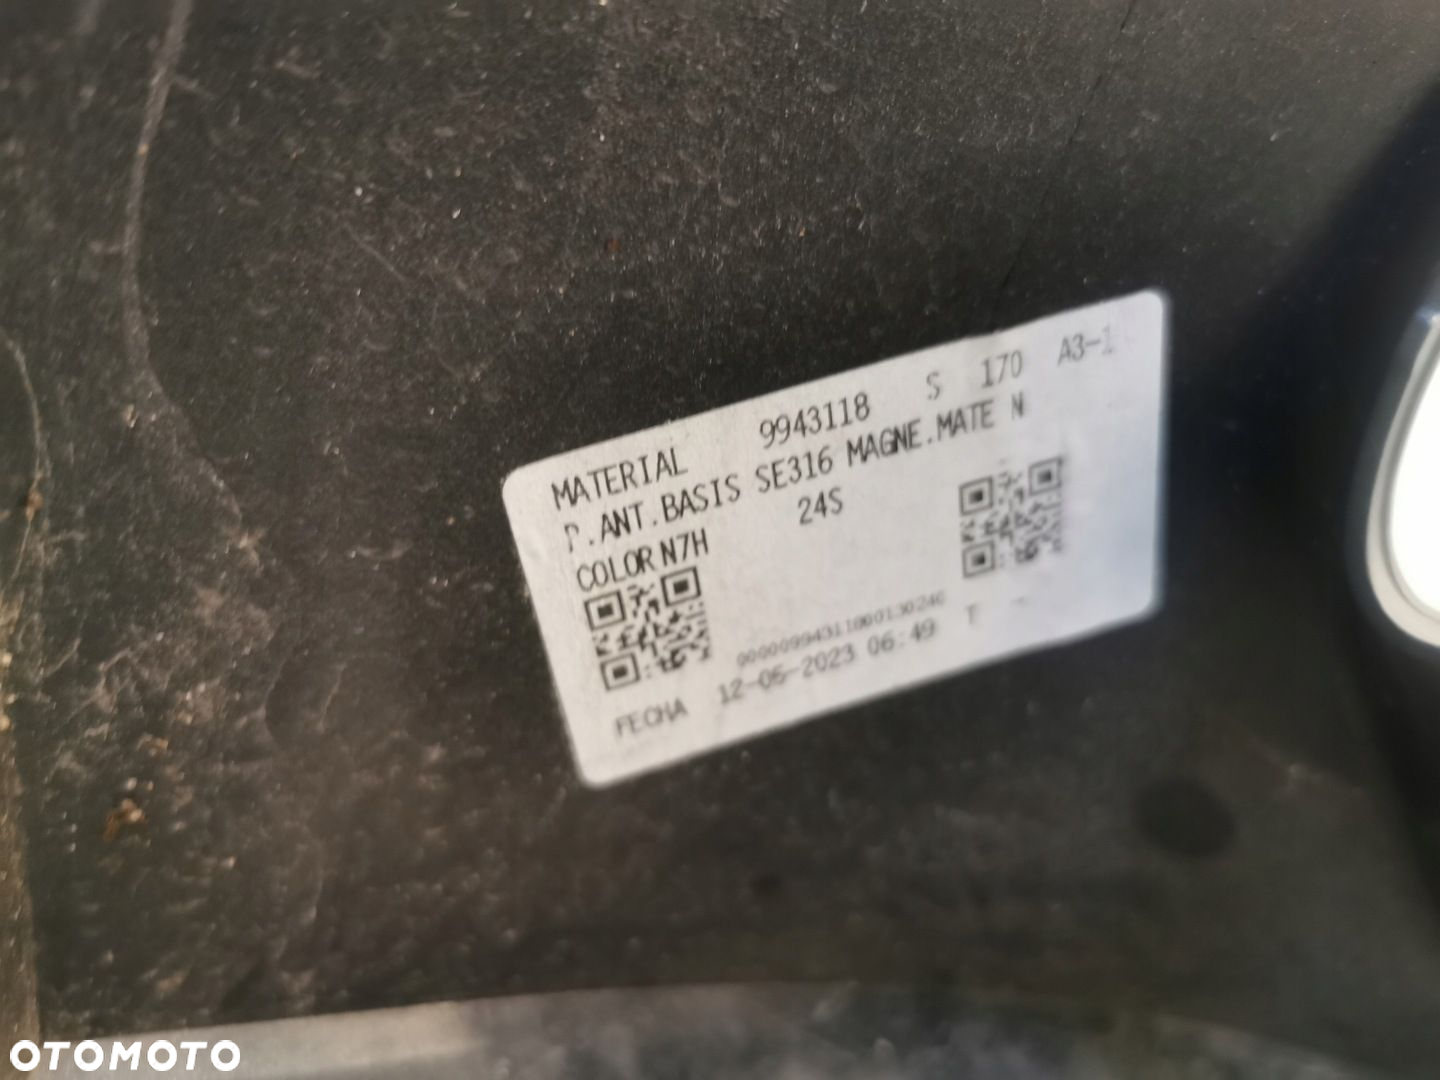 MATERIAL 9943118 S 170 A3-1
P.ANT.BASIS SE316 MAGNE.MATE N
COLOR N7H 24S
FECHA 12-06-2023 06:49
OTOMOTO